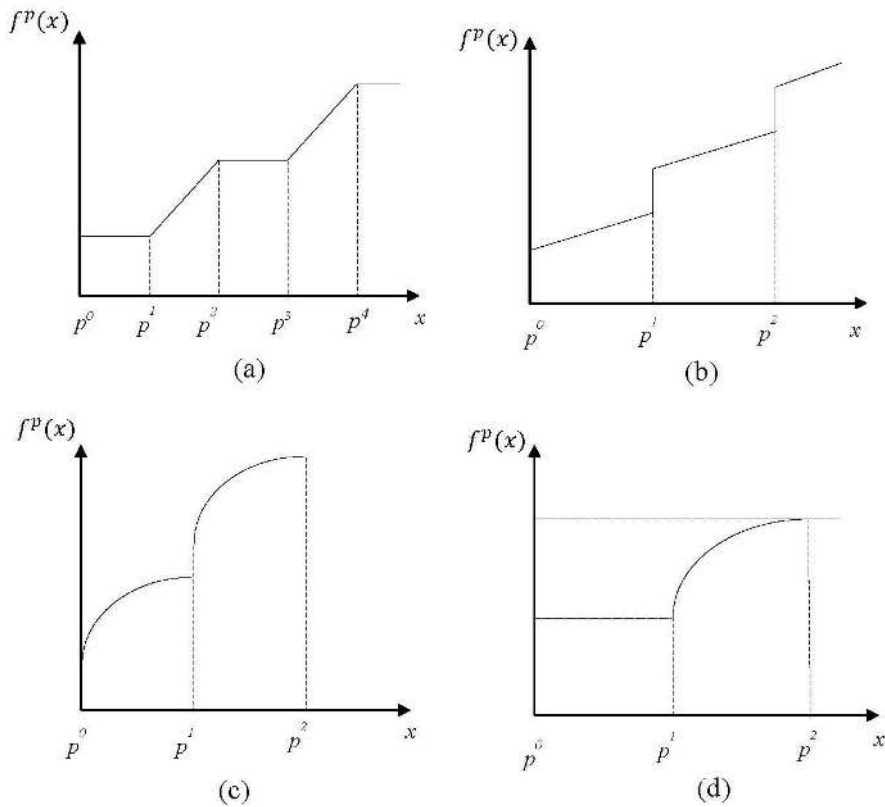 f^p(x)
p^0 p^1 p^2 p^3 p^4 x
(a)
f^p(x)
p^0 p^1 p^2 x
(b)
f^p(x)
p^0 p^1 p^2 x
(c)
f^p(x)
p^0 p^1 p^2 x
(d)